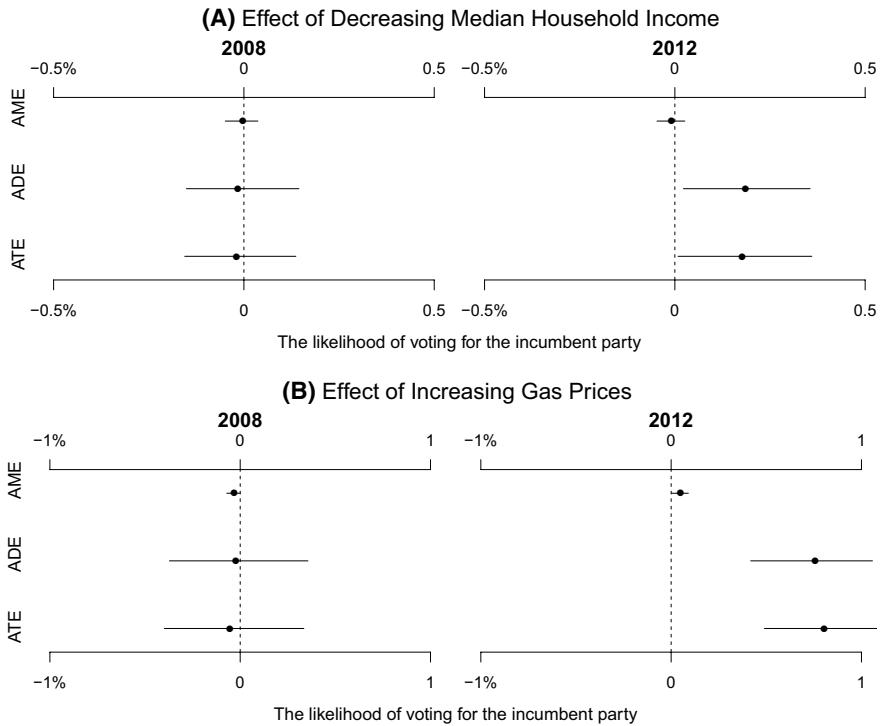 (A) Effect of Decreasing Median Household Income
2008 2012
−0.5% 0 0.5 −0.5% 0 0.5
AME
ADE
ATE
−0.5% 0 0.5 −0.5% 0 0.5
The likelihood of voting for the incumbent party
(B) Effect of Increasing Gas Prices
2008 2012
−1% 0 1 −1% 0 1
AME
ADE
ATE
−1% 0 1 −1% 0 1
The likelihood of voting for the incumbent party